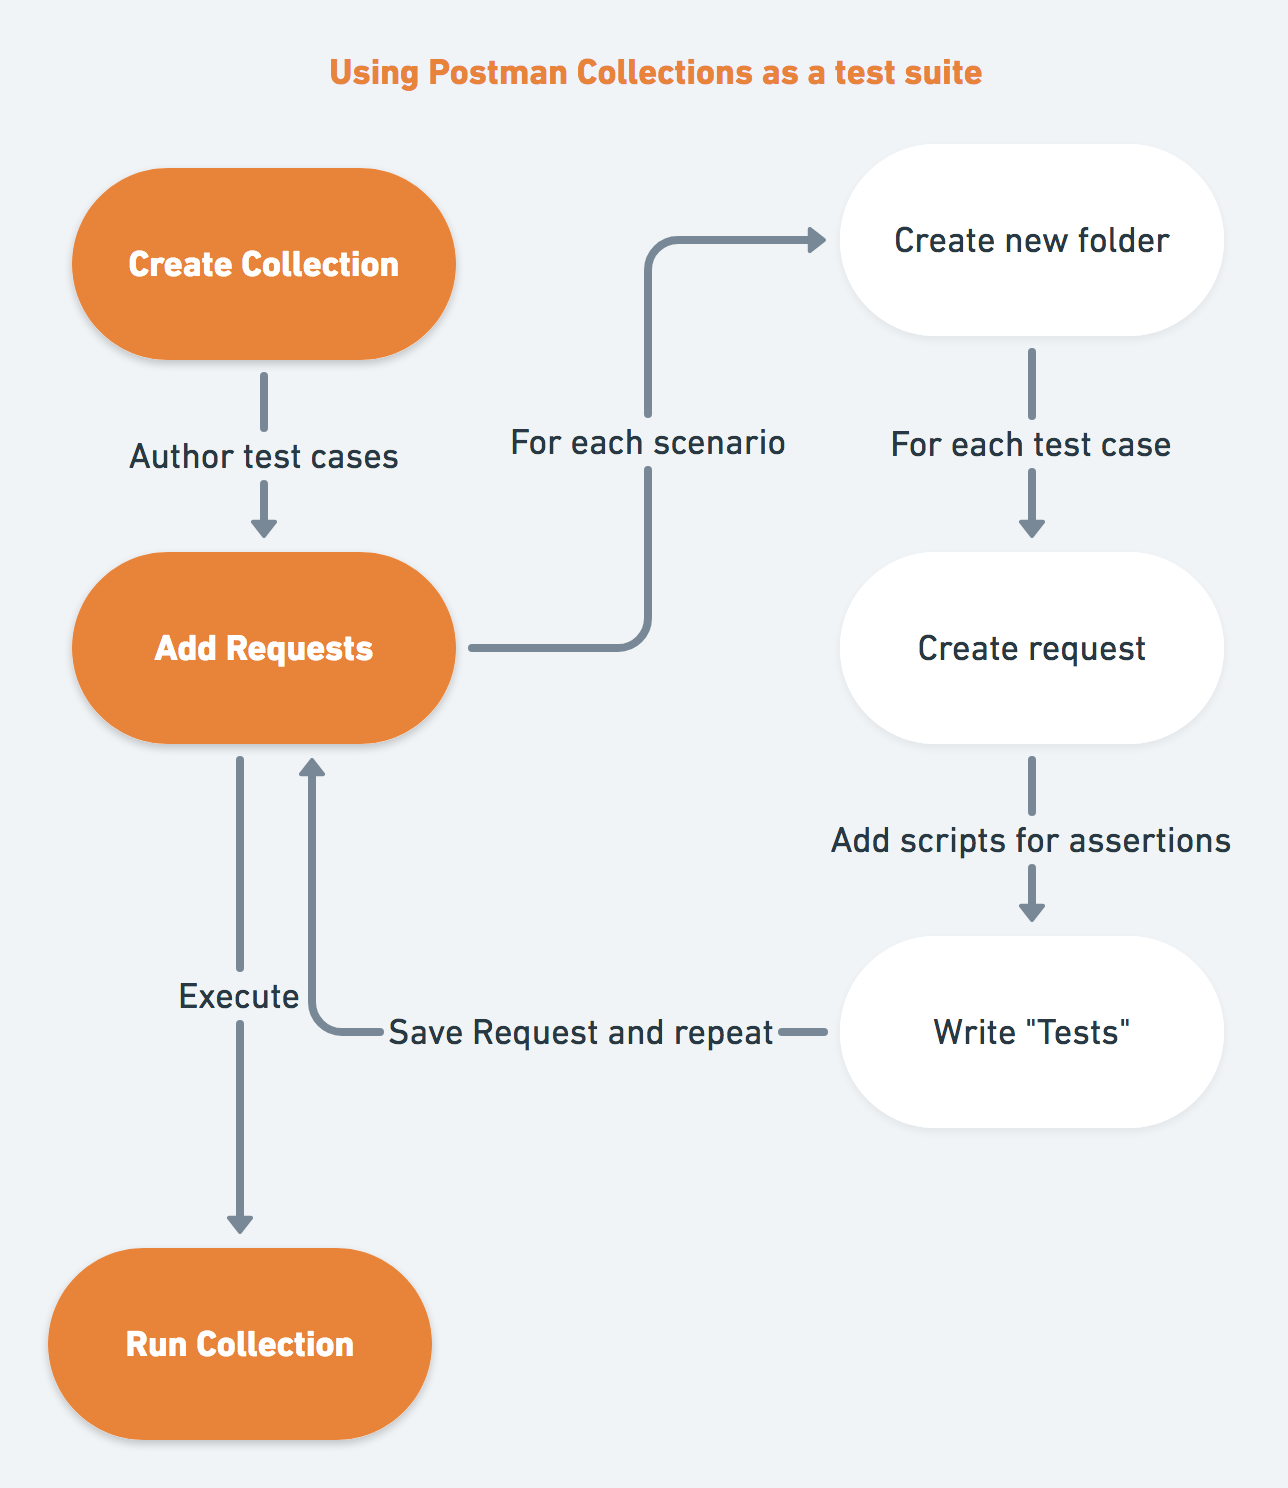 Using Postman Collections as a test suite
Create Collection
Author test cases
Add Requests
For each scenario
Create new folder
For each test case
Create request
Add scripts for assertions
Write "Tests"
Save Request and repeat
Execute
Run Collection